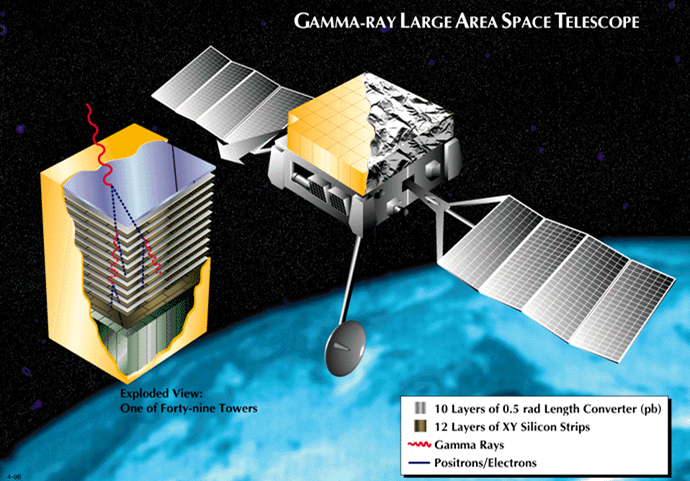 GAMMA-RAY LARGE AREA SPACE TELESCOPE
Exploded View:
One of Forty-nine Towers
10 Layers of 0.5 rad Length Converter (pb)
12 Layers of XY Silicon Strips
Gamma Rays
Positrons/Electrons
4-98